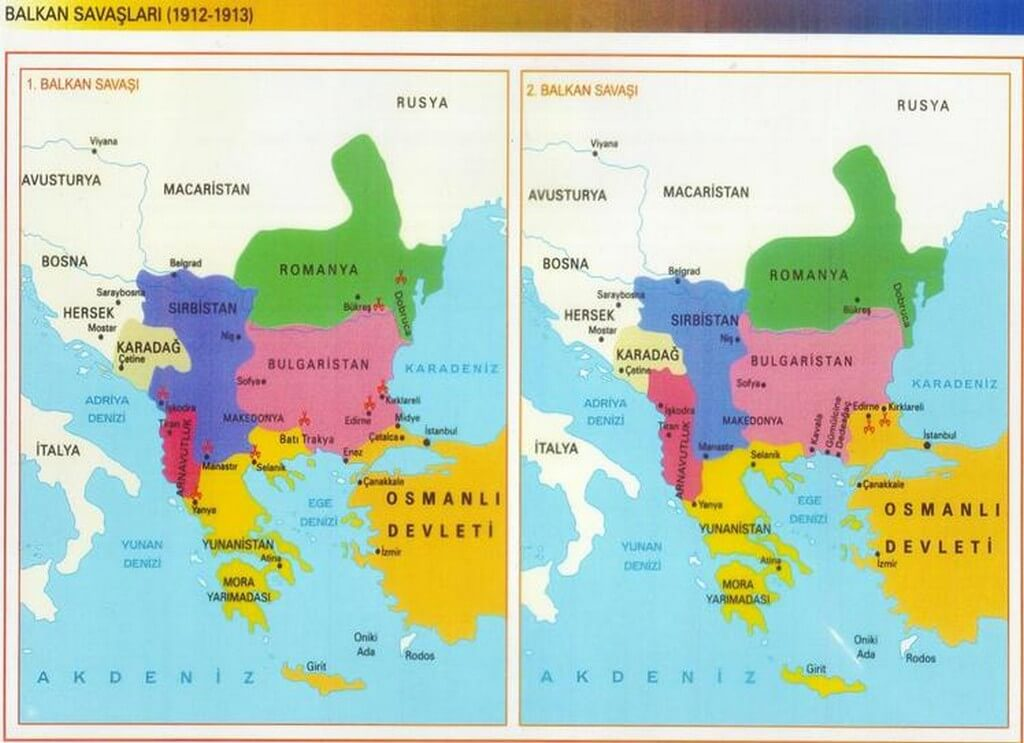 BALKAN SAVAŞLARI (1912-1913)
1. BALKAN SAVAŞI
RUSYA
Viyana
AVUSTURYA
MACARİSTAN
BOSNA
Belgrad
ROMANYA
Saraybosna
SIRBİSTAN
Bükreş
Dobruca
HERSEK
Mostar
KARADAĞ
Niş
Çetine
BULGARİSTAN
KARADENİZ
Sofya
ADRİYA
DENİZİ
İşkodra
Kırklareli
Tiran
MAKEDONYA
Edirne
Midye
İstanbul
Batı Trakya
Çatalca
İTALYA
ARNAVUTLUK
Manastır
Selanik
Enez
Çanakkale
Yanya
EGE
DENİZİ
OSMANLI
DEVLETİ
YUNAN
DENİZİ
YUNANİSTAN
Atina
İzmir
MORA
YARIMADASI
Oniki
Ada
Rodos
Girit
AKDENİZ
2. BALKAN SAVAŞI
RUSYA
Viyana
AVUSTURYA
MACARİSTAN
BOSNA
Belgrad
ROMANYA
Saraybosna
Bükreş
Dobruca
HERSEK
SIRBİSTAN
Mostar
Niş
KARADAĞ
Çetine
BULGARİSTAN
KARADENİZ
Sofya
ADRİYA
DENİZİ
İşkodra
Tiran
MAKEDONYA
Kavala
Gümülcine
Dedeağaç
Edirne
Kırklareli
İstanbul
İTALYA
ARNAVUTLUK
Manastır
Selanik
Çanakkale
Yanya
EGE
DENİZİ
OSMANLI
DEVLETİ
YUNANİSTAN
YUNAN
DENİZİ
Atina
İzmir
MORA
YARIMADASI
Oniki
Ada
Rodos
Girit
AKDENİZ